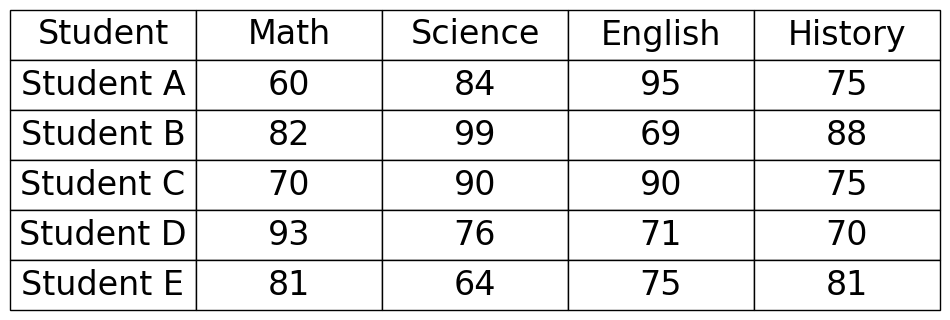 Student Math Science English History
Student A 60 84 95 75
Student B 82 99 69 88
Student C 70 90 90 75
Student D 93 76 71 70
Student E 81 64 75 81